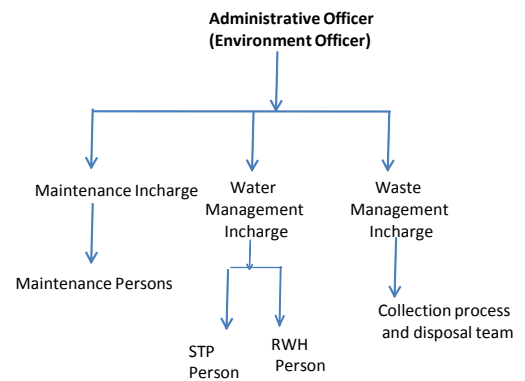 Administrative Officer
(Environment Officer)
Maintenance Incharge
Water
Management
Incharge
Waste
Management
Incharge
Maintenance Persons
STP
Person
RWH
Person
Collection process
and disposal team